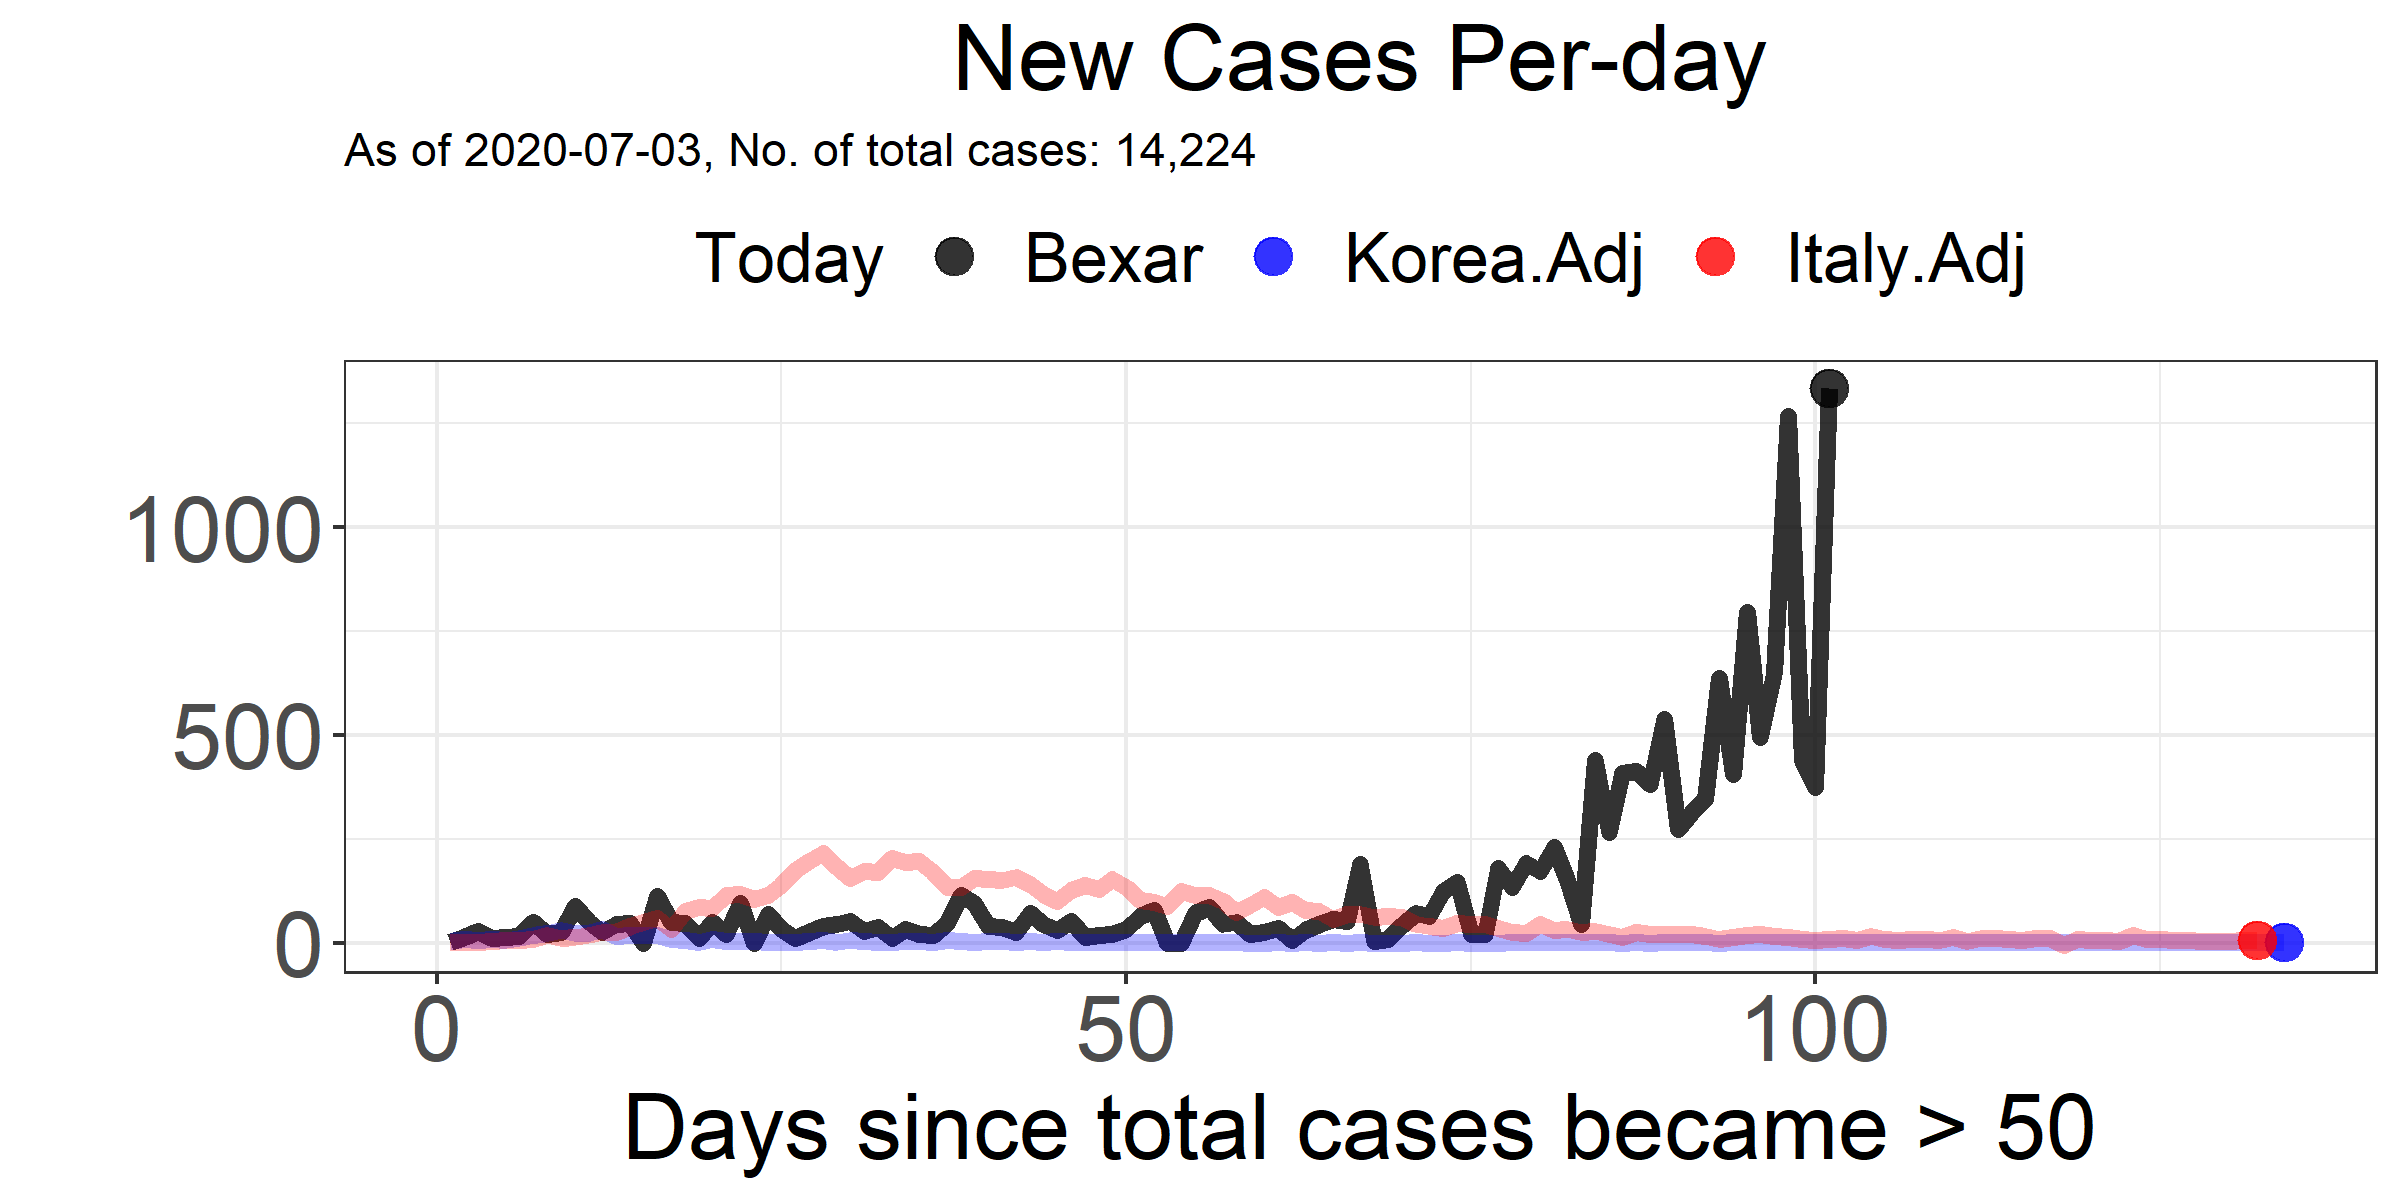 New Cases Per-day
As of 2020-07-03, No. of total cases: 14,224
Today Bexar Korea.Adj Italy.Adj
1000
500
0
0 50 100
Days since total cases became > 50